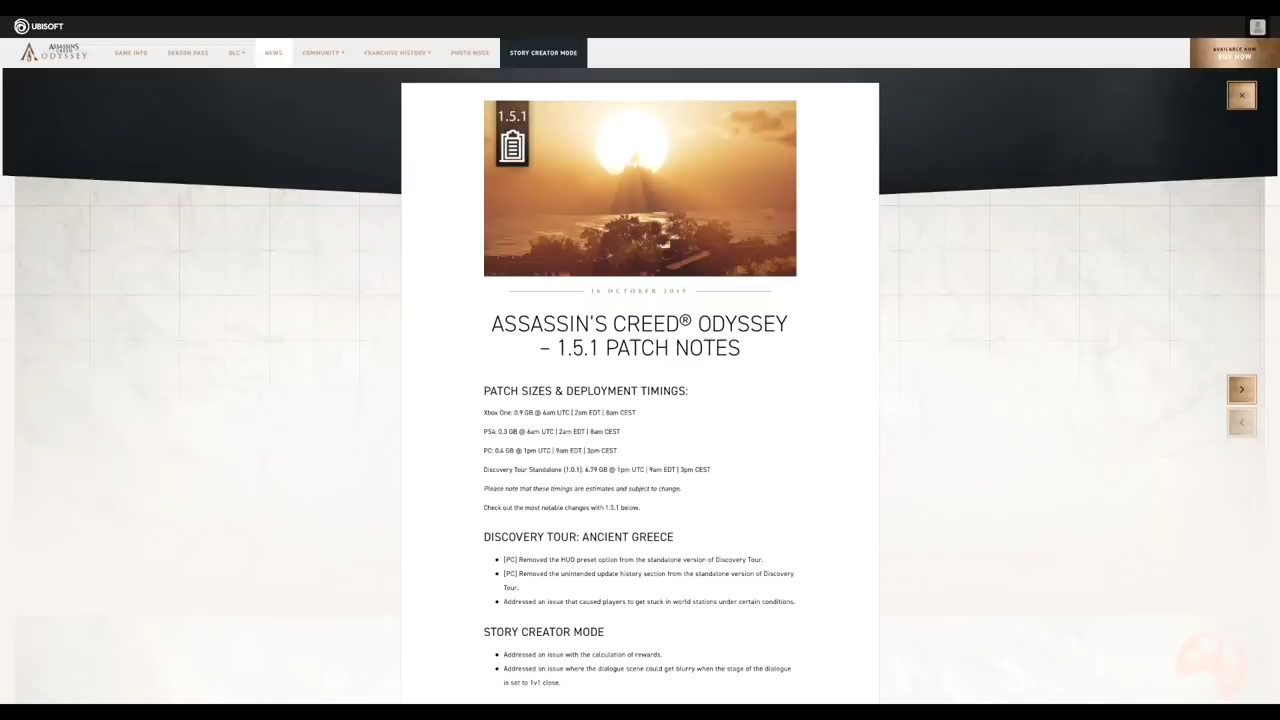 UBISOFT
ASSASSIN'S
CREED
ODYSSEY
GAME INFO
SEASON PASS
DLC
NEWS
COMMUNITY
FRANCHISE HISTORY
PHOTO MODE
STORY CREATOR MODE
AVAILABLE NOW
BUY NOW
1.5.1
16 OCTOBER 2019
ASSASSIN'S CREED® ODYSSEY
– 1.5.1 PATCH NOTES
PATCH SIZES & DEPLOYMENT TIMINGS:
Xbox One: 0.9 GB @ 6am UTC | 2am EDT | 8am CEST
PS4: 0.3 GB @ 6am UTC | 2am EDT | 8am CEST
PC: 0.4 GB @ 1pm UTC | 9am EDT | 3pm CEST
Discovery Tour Standalone (1.0.1): 6.79 GB @ 1pm UTC | 9am EDT | 3pm CEST
Please note that these timings are estimates and subject to change.
Check out the most notable changes with 1.5.1 below.
DISCOVERY TOUR: ANCIENT GREECE
• [PC] Removed the HUD preset option from the standalone version of Discovery Tour.
• [PC] Removed the unintended update history section from the standalone version of Discovery
Tour.
• Addressed an issue that caused players to get stuck in world stations under certain conditions.
STORY CREATOR MODE
• Addressed an issue with the calculation of rewards.
• Addressed an issue where the dialogue scene could get blurry when the stage of the dialogue
is set to 1v1 close.